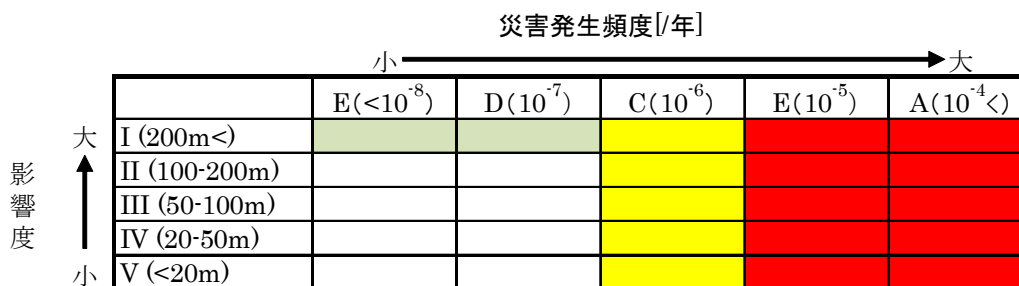 災害発生頻度[/年]
小 大
E(<10⁻⁸) D(10⁻⁷) C(10⁻⁶) E(10⁻⁵) A(10⁻⁴<)
大 I (200m<)
II (100-200m)
III (50-100m)
IV (20-50m)
小 V (<20m)
影響度